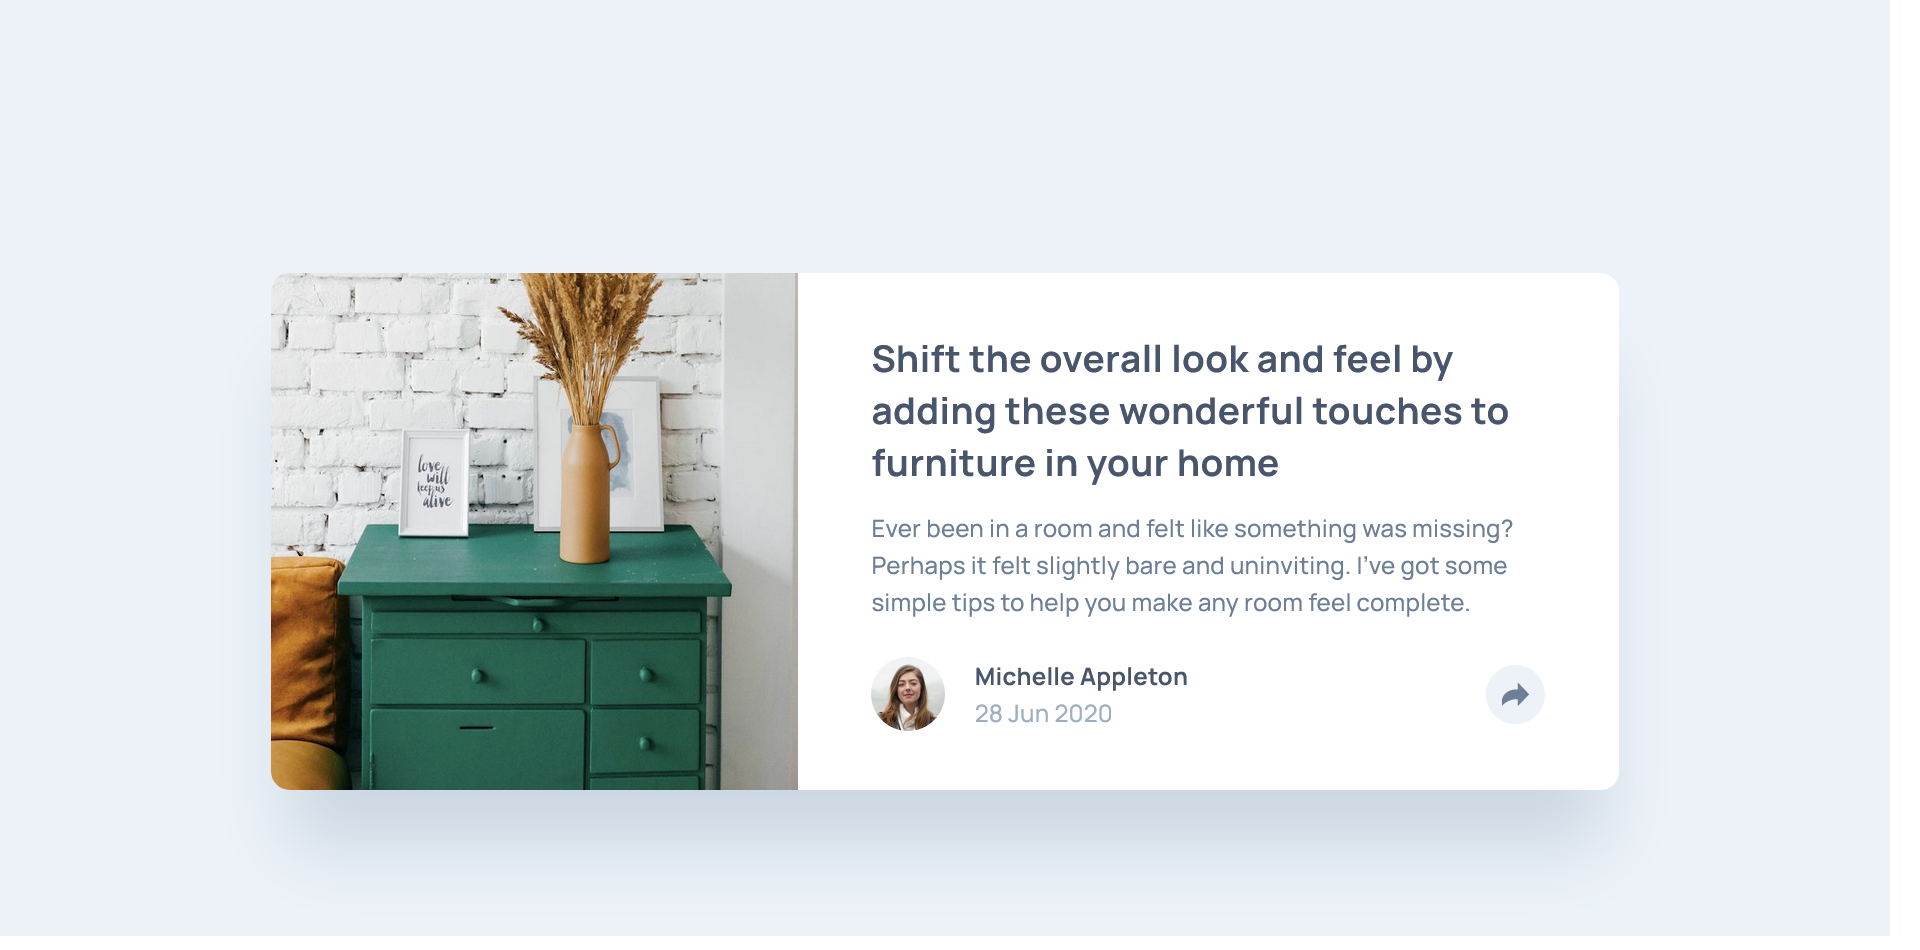 love
will
keep us
alive
Shift the overall look and feel by
adding these wonderful touches to
furniture in your home
Ever been in a room and felt like something was missing?
Perhaps it felt slightly bare and uninviting. I’ve got some
simple tips to help you make any room feel complete.
Michelle Appleton
28 Jun 2020